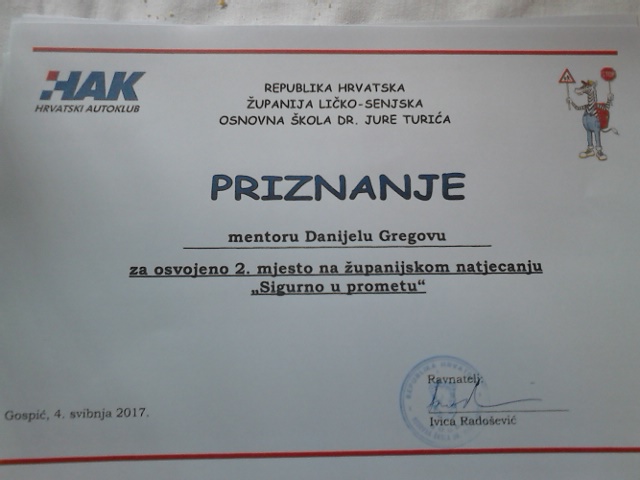 HAK
HRVATSKI AUTOKLUB
REPUBLIKA HRVATSKA
ŽUPANIJA LIČKO-SENJSKA
OSNOVNA ŠKOLA DR. JURE TURIĆA
PRIZNANJE
mentoru Danijelu Gregovu
za osvojeno 2. mjesto na županijskom natjecanju
„Sigurno u prometu“
Ravnatelj:
Ivica Radošević
Gospić, 4. svibnja 2017.